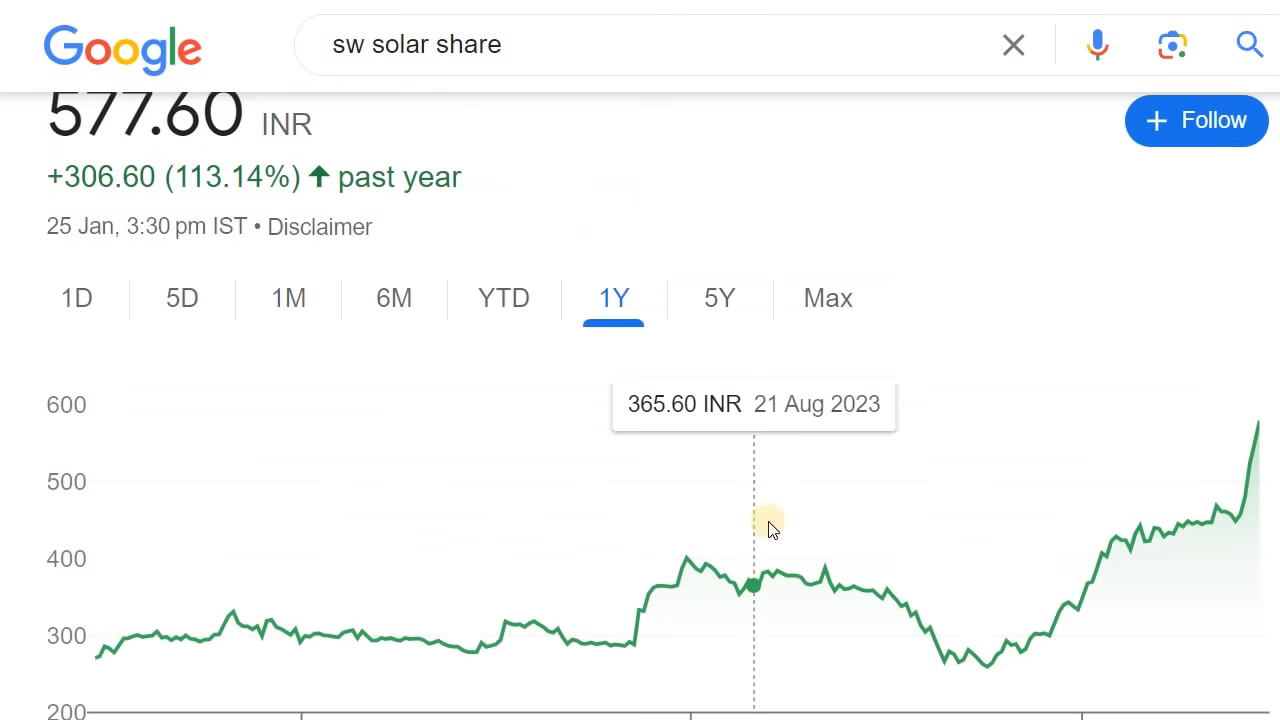 Google
sw solar share
577.60 INR
+ Follow
+306.60 (113.14%) ↑ past year
25 Jan, 3:30 pm IST • Disclaimer
1D 5D 1M 6M YTD 1Y 5Y Max
365.60 INR 21 Aug 2023
600
500
400
300
200